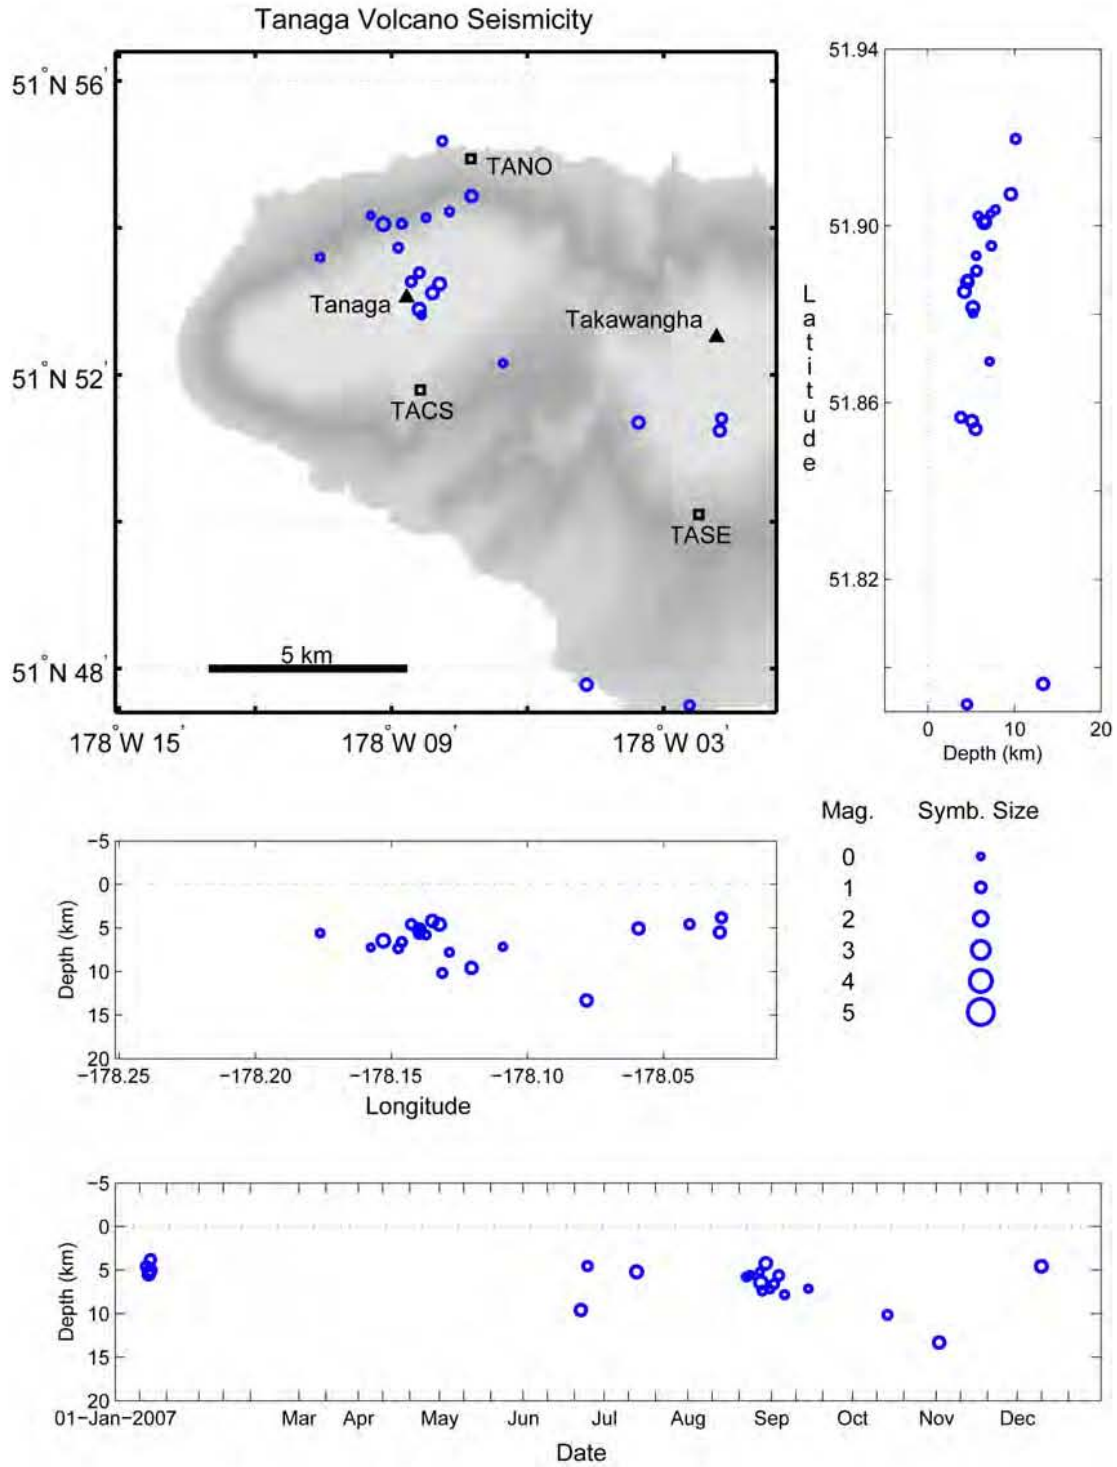 Tanaga Volcano Seismicity
51° N 56'
51° N 52'
51° N 48'
178° W 15'
178° W 09'
178° W 03'
TANO
Tanaga
Takawangha
TACS
TASE
5 km
51.94
51.90
51.86
51.82
Latitude
0
10
20
Depth (km)
Mag. Symb. Size
0
1
2
3
4
5
−5
0
5
10
15
20
Depth (km)
−178.25
−178.20
−178.15
−178.10
−178.05
Longitude
−5
0
5
10
15
20
Depth (km)
01−Jan−2007 Mar Apr May Jun Jul Aug Sep Oct Nov Dec
Date